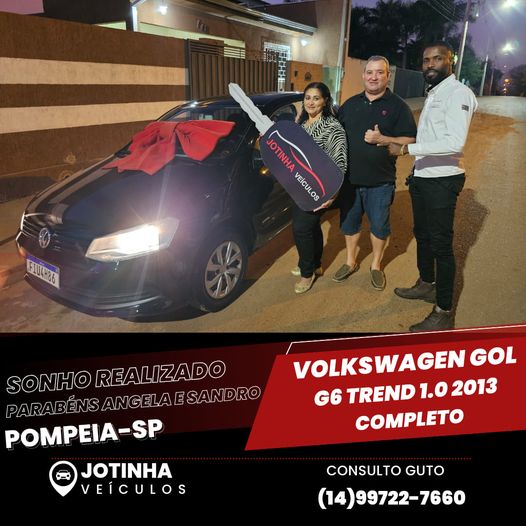 JOTINHA
VEÍCULOS
SONHO REALIZADO
PARABÉNS ANGELA E SANDRO
POMPEIA-SP
VOLKSWAGEN GOL
G6 TREND 1.0 2013
COMPLETO
JOTINHA
VEÍCULOS
CONSULTO GUTO
(14)99722-7660